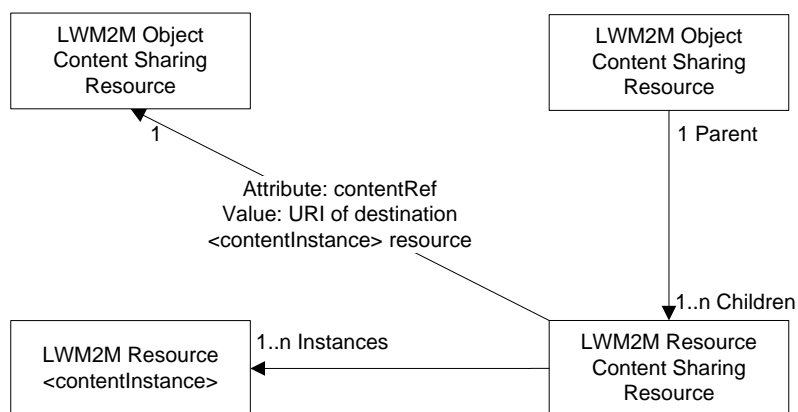 LWM2M Object
Content Sharing
Resource
LWM2M Object
Content Sharing
Resource
1
1 Parent
Attribute: contentRef
Value: URI of destination
<contentInstance> resource
1..n Children
1..n Instances
LWM2M Resource
<contentInstance>
LWM2M Resource
Content Sharing
Resource